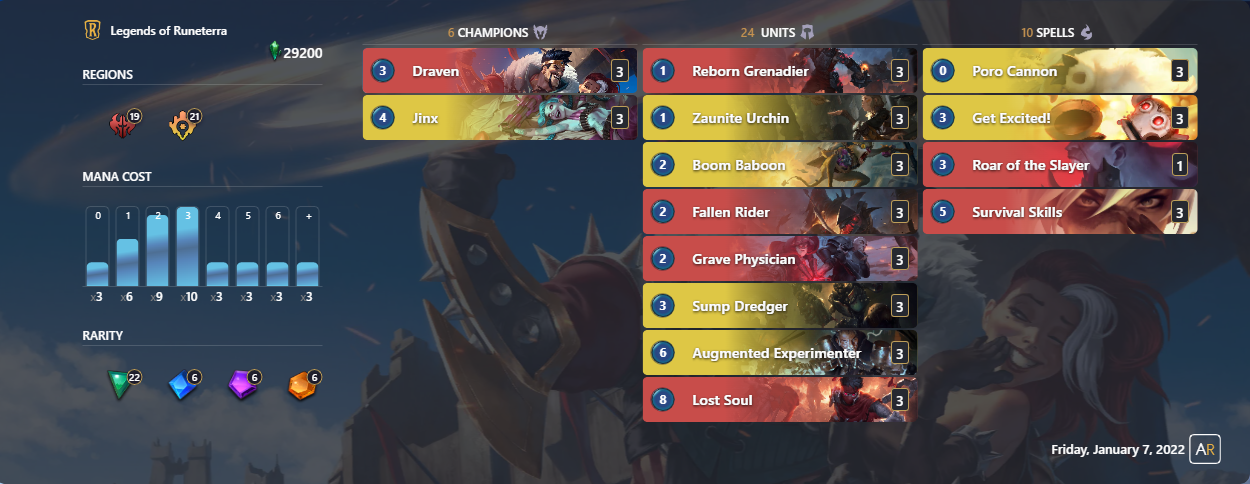 Legends of Runeterra
29200
REGIONS
19 21
MANA COST
0 1 2 3 4 5 6 +
x3 x6 x9 x10 x3 x3 x3 x3
RARITY
22 6 6 6
6 CHAMPIONS
3 Draven 3
4 Jinx 3
24 UNITS
1 Reborn Grenadier 3
1 Zaunite Urchin 3
2 Boom Baboon 3
2 Fallen Rider 3
2 Grave Physician 3
3 Sump Dredger 3
6 Augmented Experimenter 3
8 Lost Soul 3
10 SPELLS
0 Poro Cannon 3
3 Get Excited! 3
3 Roar of the Slayer 1
5 Survival Skills 3
Friday, January 7, 2022 AR